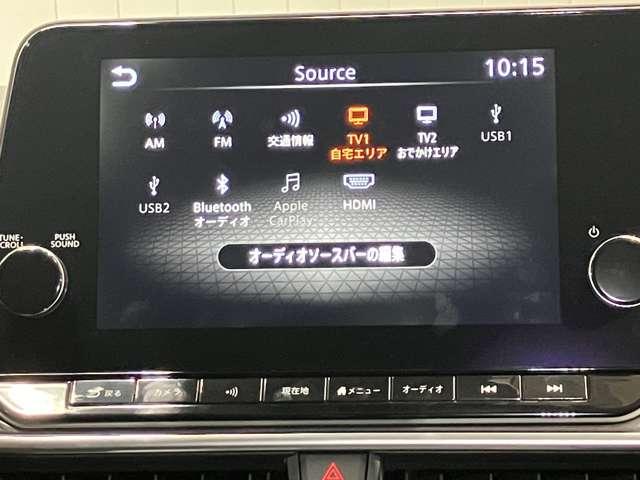 Source
10:15
AM
FM
交通情報
TV1
自宅エリア
TV2
おでかけエリア
USB1
USB2
Bluetooth
オーディオ
Apple
CarPlay
HDMI
オーディオソースバーの編集
TUNE・
SCROLL
PUSH
SOUND
戻る
カメラ
現在地
メニュー
オーディオ